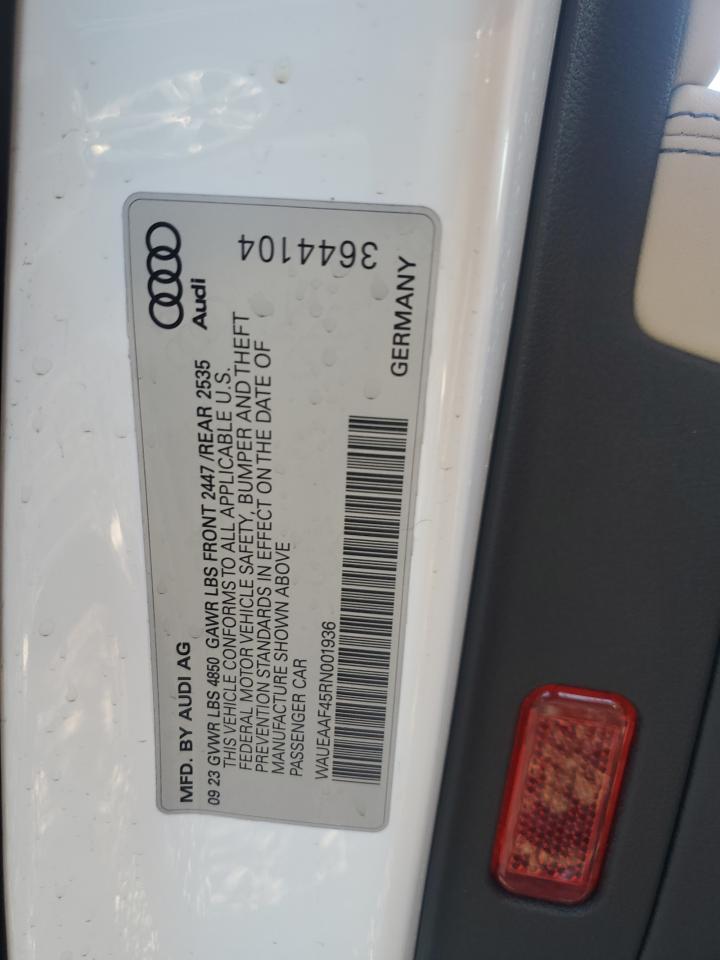 Audi
3644104
MFD. BY AUDI AG
09 23 GVWR LBS 4850 GAWR LBS FRONT 2447 /REAR 2535
THIS VEHICLE CONFORMS TO ALL APPLICABLE U.S.
FEDERAL MOTOR VEHICLE SAFETY, BUMPER AND THEFT
PREVENTION STANDARDS IN EFFECT ON THE DATE OF
MANUFACTURE SHOWN ABOVE
PASSENGER CAR
WAUEAAF45RN001936
GERMANY